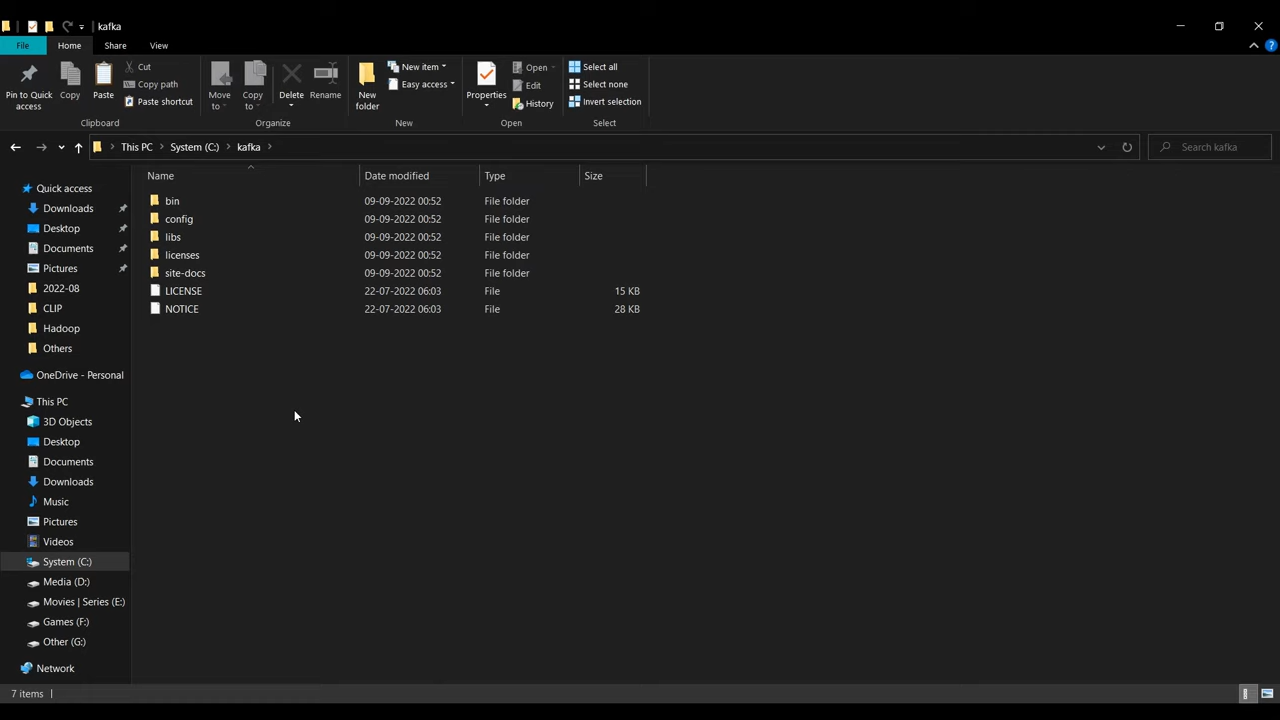 kafka
File Home Share View
Pin to Quick access
Copy
Paste
Cut
Copy path
Paste shortcut
Clipboard
Move to
Copy to
Delete
Rename
Organize
New folder
New item
Easy access
New
Properties
Open
Edit
History
Open
Select all
Select none
Invert selection
Select
This PC System (C:) kafka
Search kafka
Name Date modified Type Size
bin 09-09-2022 00:52 File folder
config 09-09-2022 00:52 File folder
libs 09-09-2022 00:52 File folder
licenses 09-09-2022 00:52 File folder
site-docs 09-09-2022 00:52 File folder
LICENSE 22-07-2022 06:03 File 15 KB
NOTICE 22-07-2022 06:03 File 28 KB
Quick access
Downloads
Desktop
Documents
Pictures
2022-08
CLIP
Hadoop
Others
OneDrive - Personal
This PC
3D Objects
Desktop
Documents
Downloads
Music
Pictures
Videos
System (C:)
Media (D:)
Movies | Series (E:)
Games (F:)
Other (G:)
Network
7 items